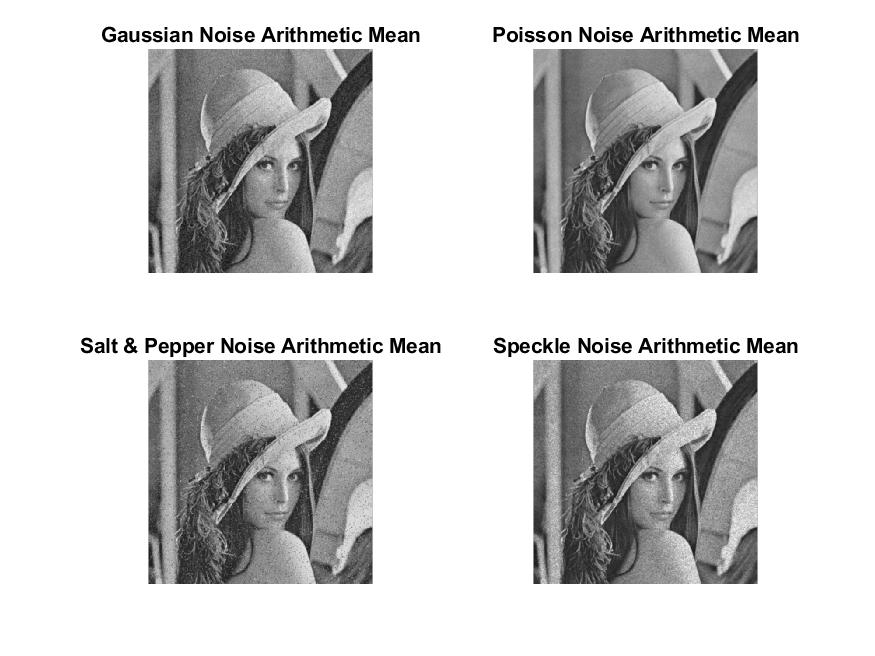 Gaussian Noise Arithmetic Mean
Poisson Noise Arithmetic Mean
Salt & Pepper Noise Arithmetic Mean
Speckle Noise Arithmetic Mean